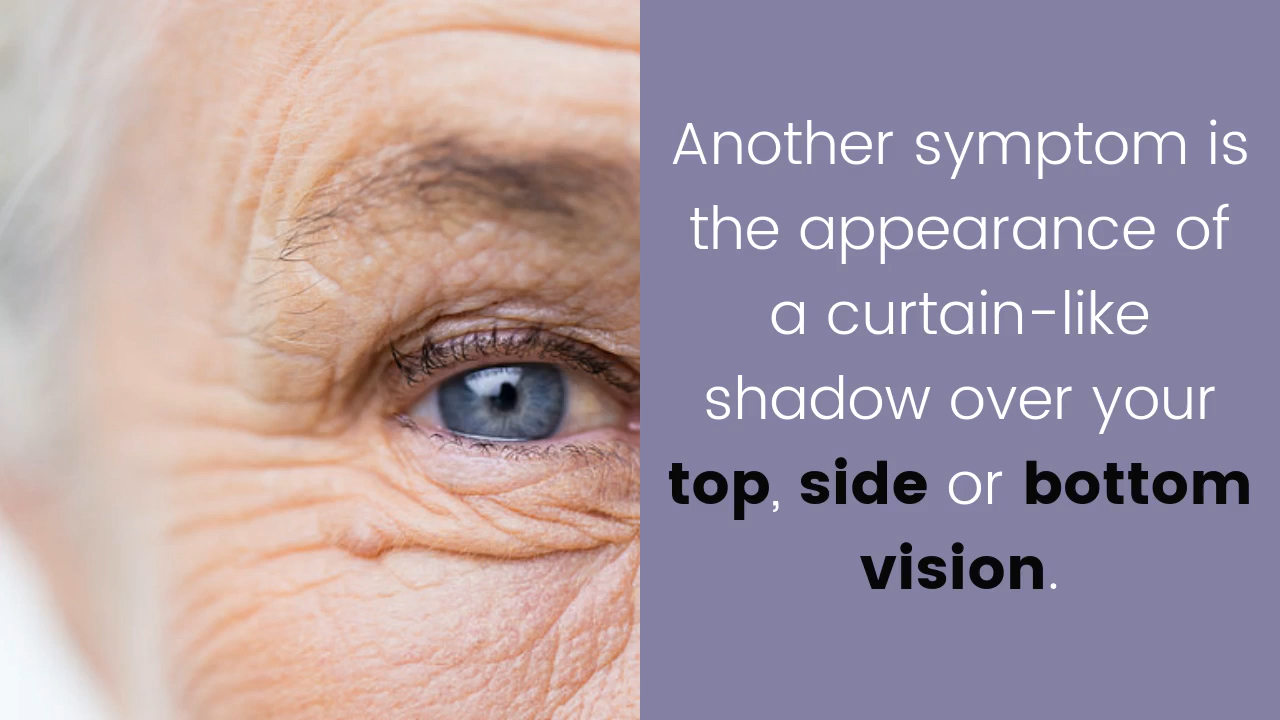 Another symptom is
the appearance of
a curtain-like
shadow over your
top, side or bottom
vision.